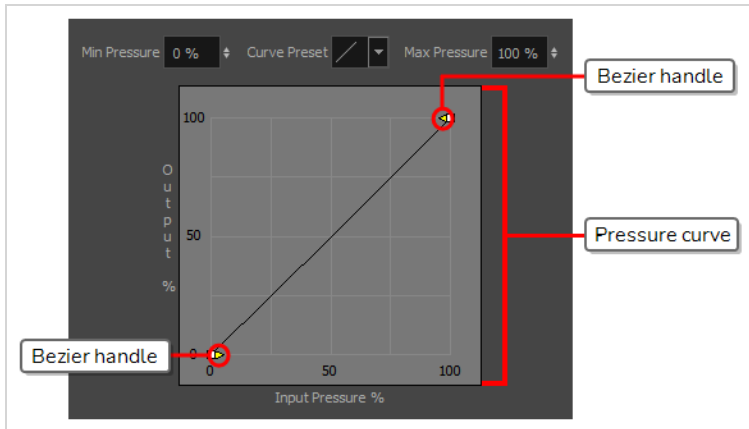 Min Pressure 0 % Curve Preset Max Pressure 100 %
Bezier handle
100
Output %
50
Pressure curve
Bezier handle
0
0 50 100
Input Pressure %